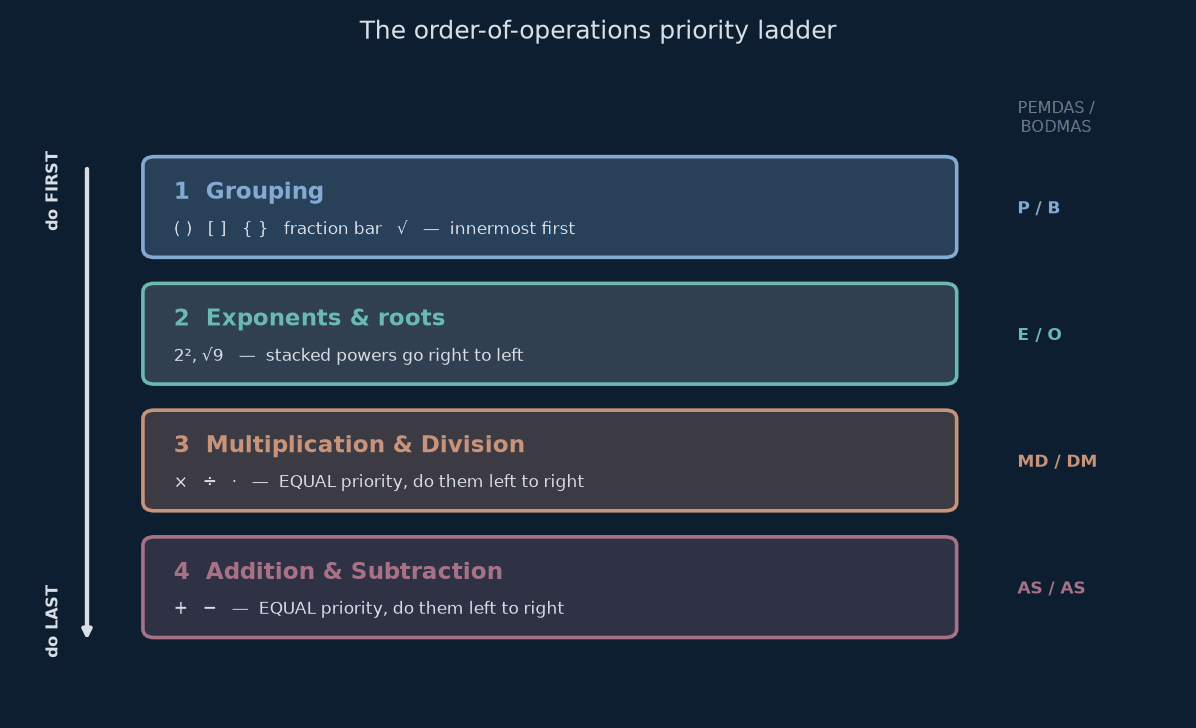 The order-of-operations priority ladder
PEMDAS /
BODMAS
do FIRST
1 Grouping
( ) [ ] { } fraction bar √ — innermost first
P / B
2 Exponents & roots
2², √9 — stacked powers go right to left
E / O
3 Multiplication & Division
× ÷ · — EQUAL priority, do them left to right
MD / DM
4 Addition & Subtraction
+ − — EQUAL priority, do them left to right
AS / AS
do LAST